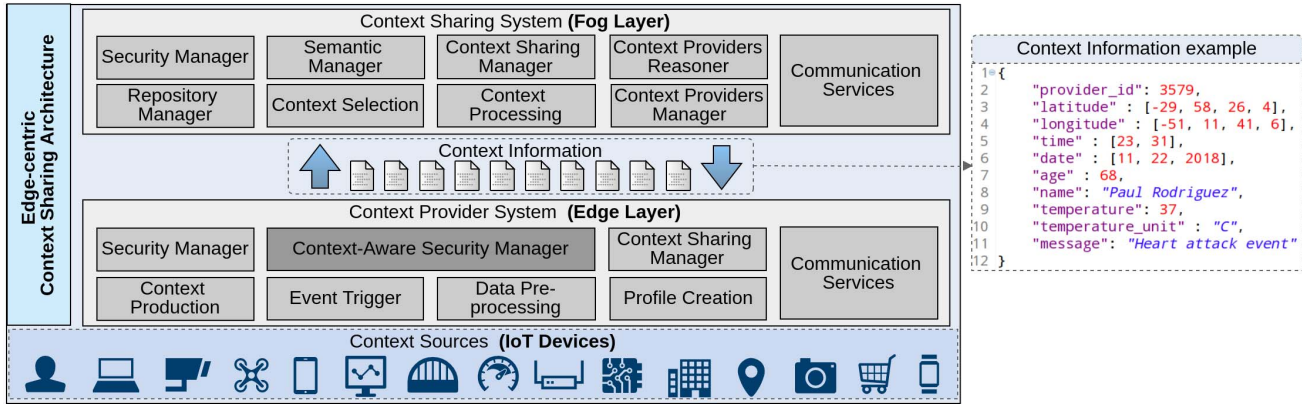 Edge-centric
Context Sharing Architecture
Context Sharing System (Fog Layer)
Security Manager
Semantic
Manager
Context Sharing
Manager
Context Providers
Reasoner
Communication
Services
Repository
Manager
Context Selection
Context
Processing
Context Providers
Manager
Context Information
Context Provider System (Edge Layer)
Security Manager
Context-Aware Security Manager
Context Sharing
Manager
Communication
Services
Context
Production
Event Trigger
Data Pre-
processing
Profile Creation
Context Sources (IoT Devices)
Context Information example
1 {
2 "provider_id": 3579,
3 "latitude" : [-29, 58, 26, 4],
4 "longitude" : [-51, 11, 41, 6],
5 "time" : [23, 31],
6 "date" : [11, 22, 2018],
7 "age" : 68,
8 "name": "Paul Rodriguez",
9 "temperature": 37,
10 "temperature_unit" : "C",
11 "message": "Heart attack event"
12 }